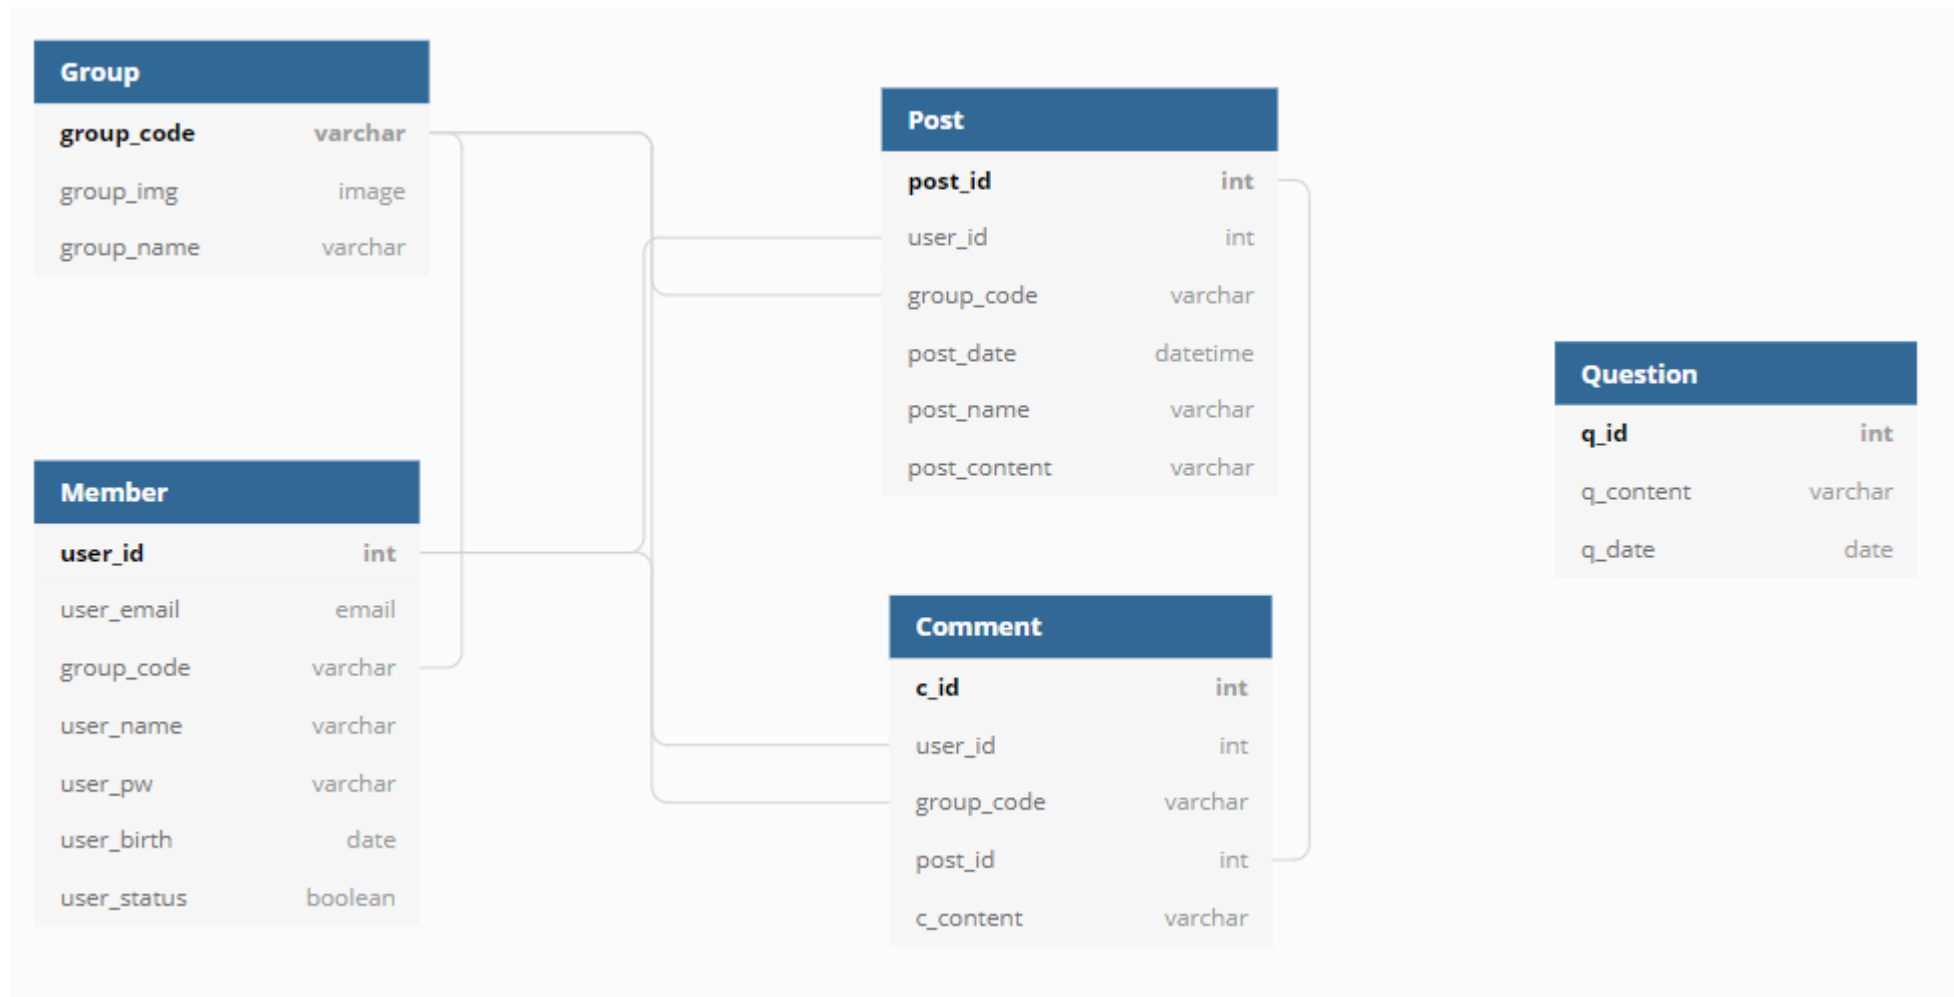 Group
group_code varchar
group_img image
group_name varchar
Member
user_id int
user_email email
group_code varchar
user_name varchar
user_pw varchar
user_birth date
user_status boolean
Post
post_id int
user_id int
group_code varchar
post_date datetime
post_name varchar
post_content varchar
Comment
c_id int
user_id int
group_code varchar
post_id int
c_content varchar
Question
q_id int
q_content varchar
q_date date